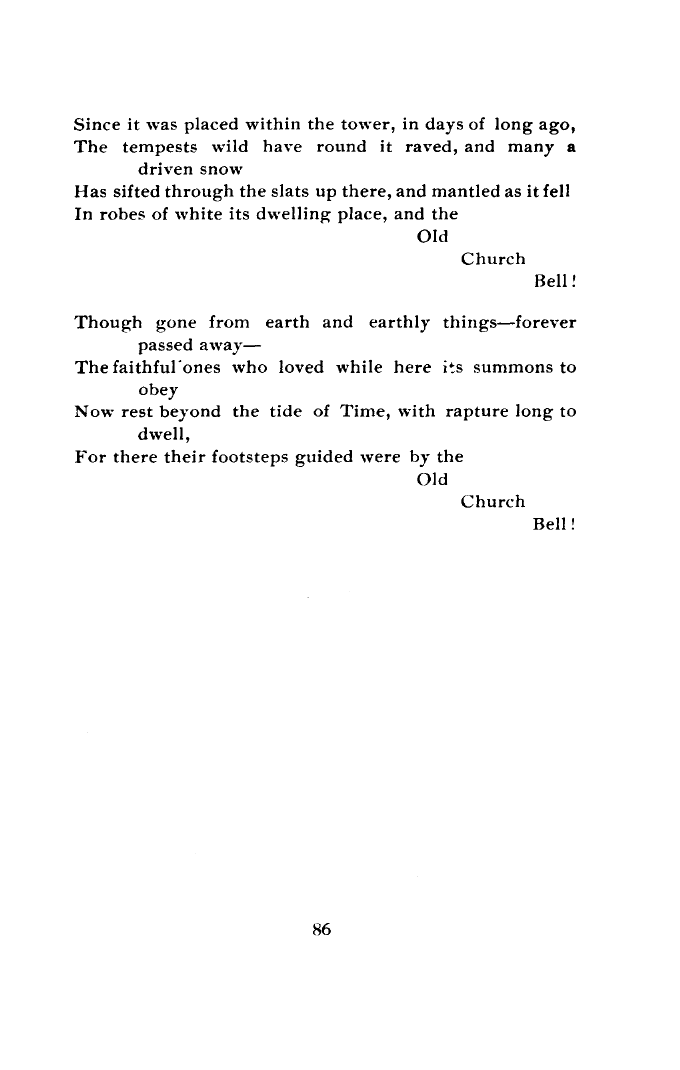 Since it was placed within the tower, in days of long ago,
The tempests wild have round it raved, and many a
driven snow
Has sifted through the slats up there, and mantled as it fell
In robes of white its dwelling place, and the
Old
Church
Bell!
Though gone from earth and earthly things—forever
passed away—
The faithful ones who loved while here its summons to
obey
Now rest beyond the tide of Time, with rapture long to
dwell,
For there their footsteps guided were by the
Old
Church
Bell!
86